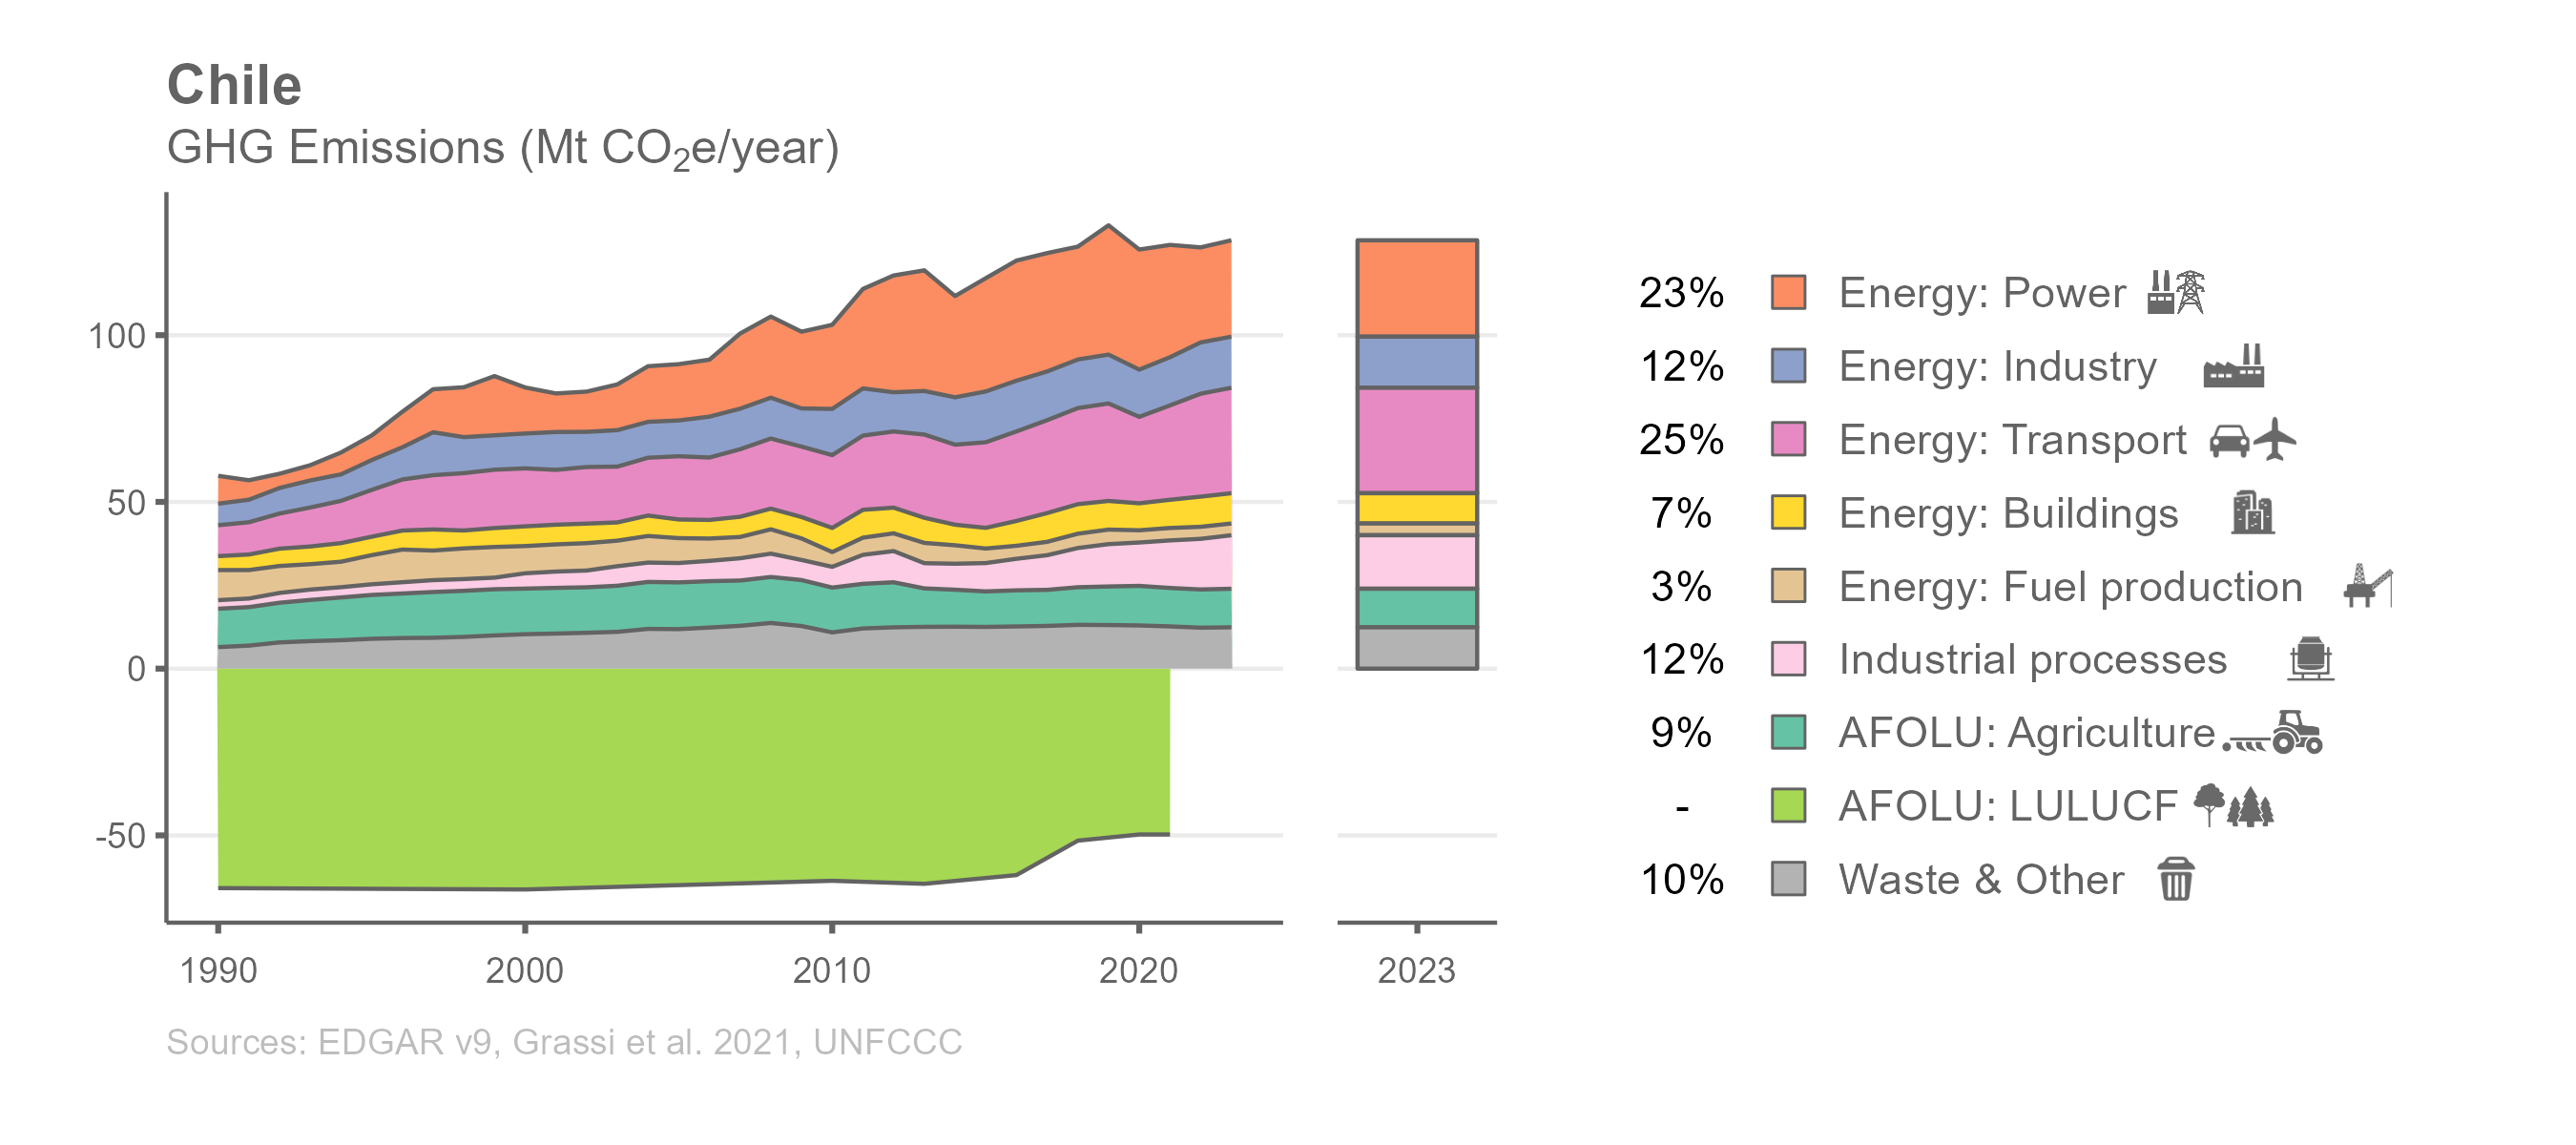 Chile
GHG Emissions (Mt CO₂e/year)
100
50
0
-50
1990 2000 2010 2020 2023
23% Energy: Power
12% Energy: Industry
25% Energy: Transport
7% Energy: Buildings
3% Energy: Fuel production
12% Industrial processes
9% AFOLU: Agriculture
- AFOLU: LULUCF
10% Waste & Other
Sources: EDGAR v9, Grassi et al. 2021, UNFCCC